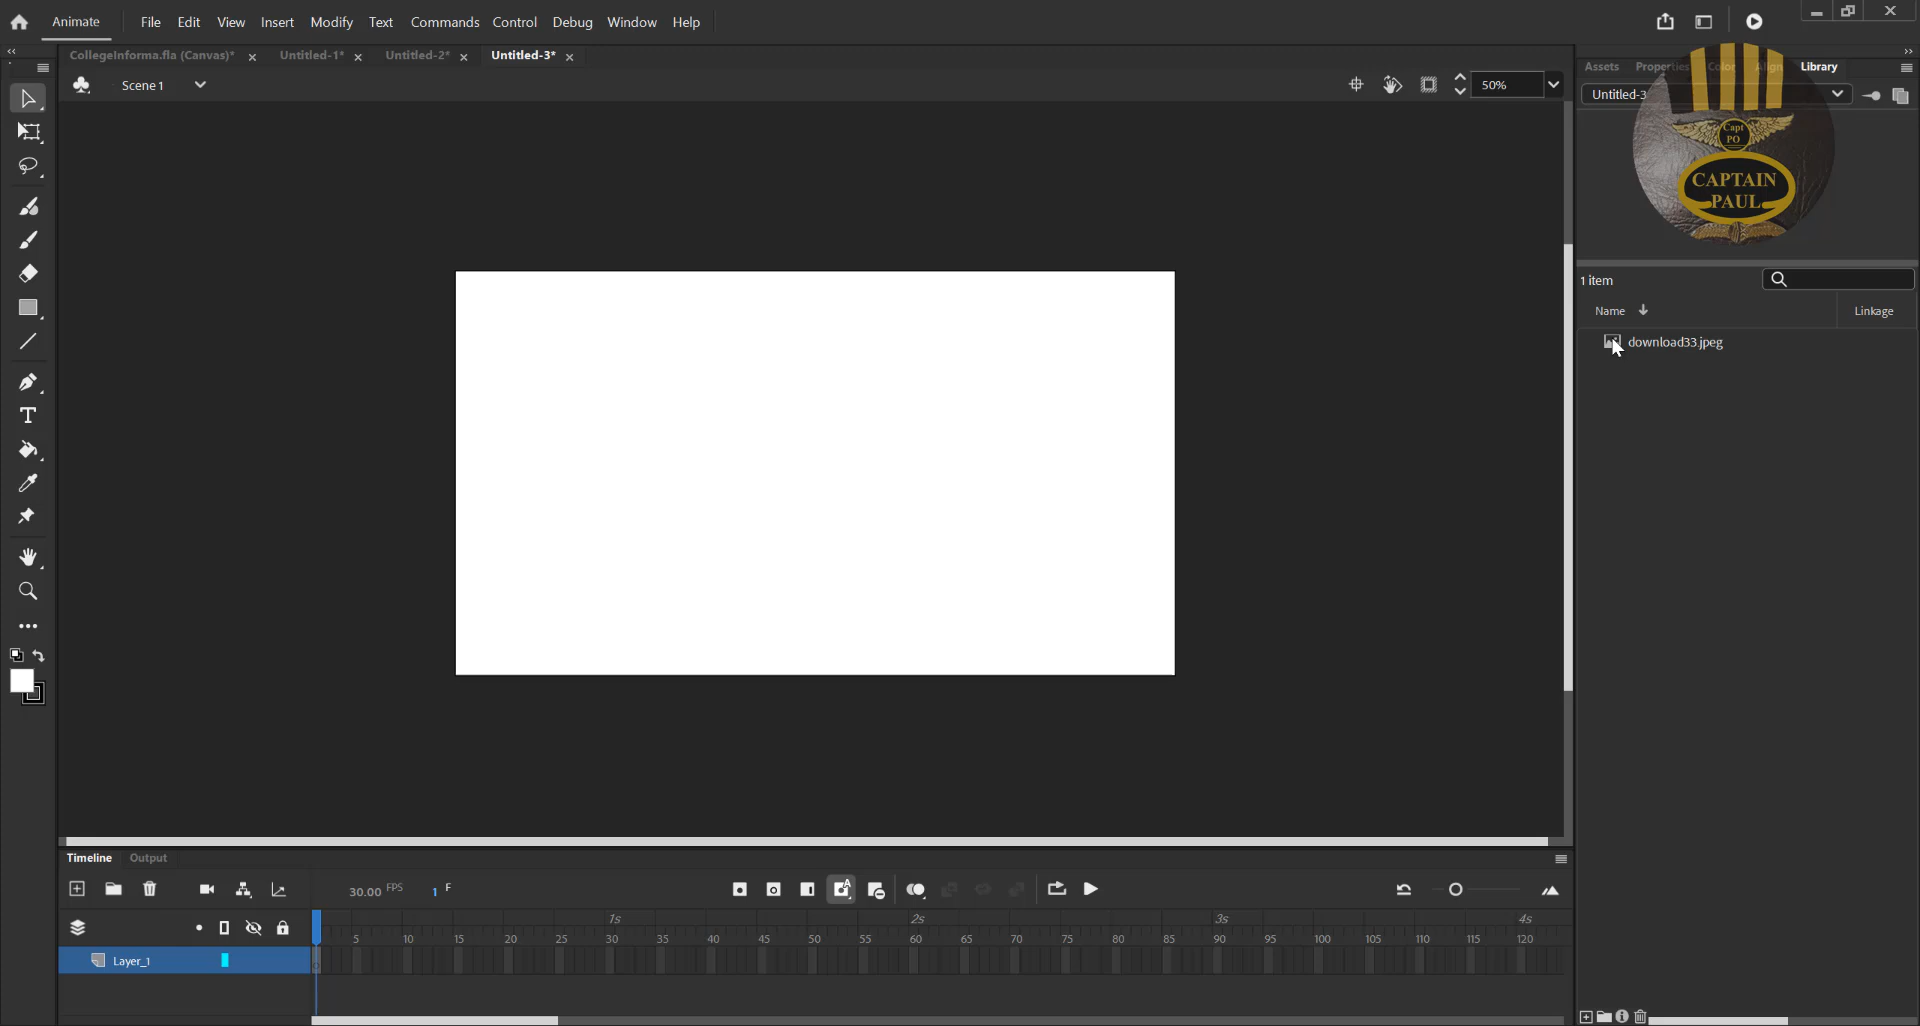 Animate File Edit View Insert Modify Text Commands Control Debug Window Help
CollegeInforma.fla (Canvas)* Untitled-1* Untitled-2* Untitled-3*
Assets Properties Color Align Library
Scene 1 50%
Untitled-3
Capt
PO
CAPTAIN
PAUL
1 item
Name Linkage
download33.jpeg
Timeline Output
30.00 FPS 1 F
1s 2s 3s 4s
5 10 15 20 25 30 35 40 45 50 55 60 65 70 75 80 85 90 95 100 105 110 115 120
Layer_1